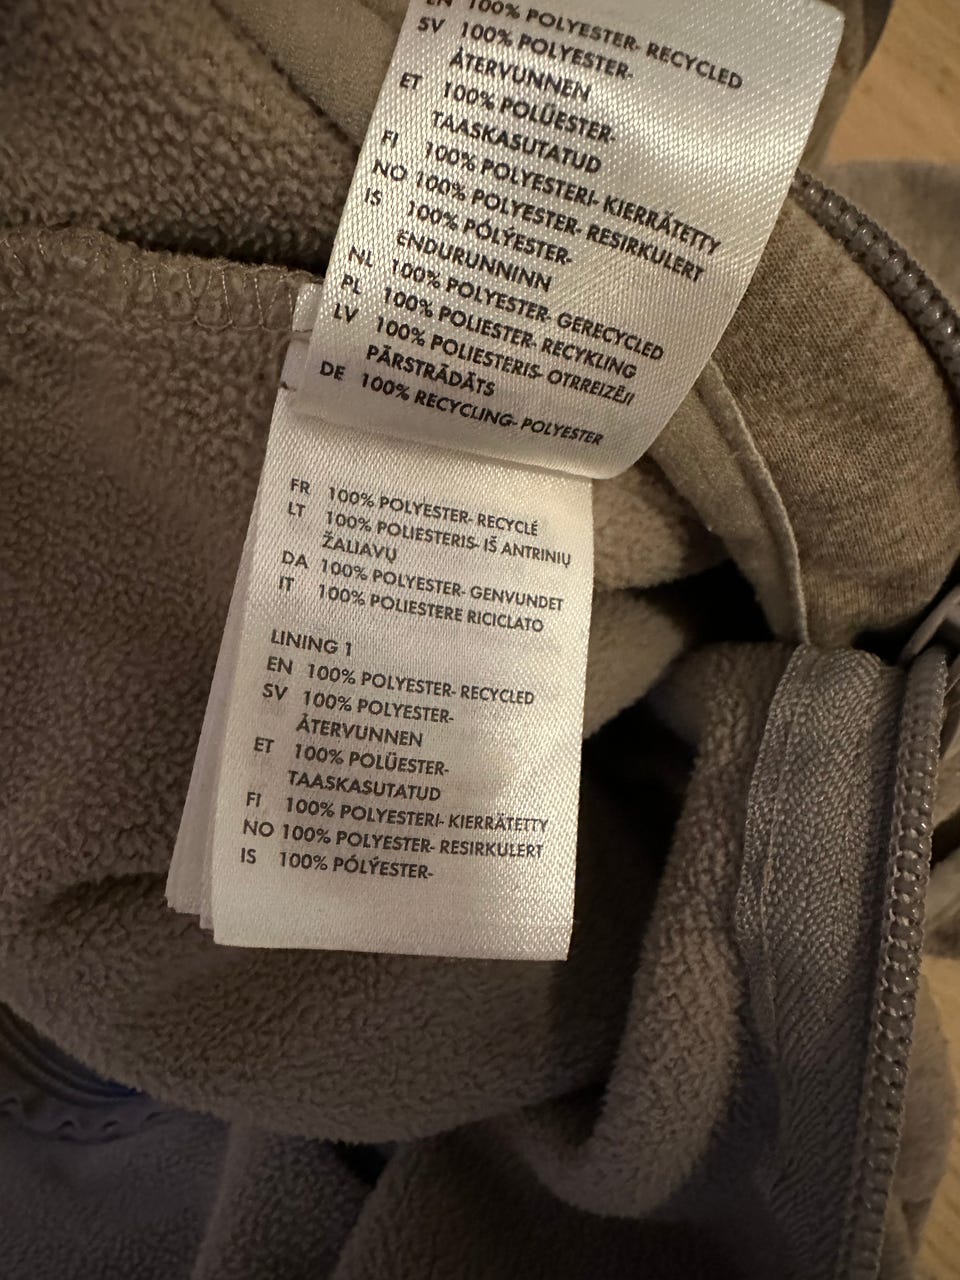 EN 100% POLYESTER- RECYCLED
SV 100% POLYESTER-
ÅTERVUNNEN
ET 100% POLÜESTER-
TAASKASUTATUD
FI 100% POLYESTERI- KIERRÄTETTY
NO 100% POLYESTER- RESIRKULERT
IS 100% PÓLÝESTER-
ENDURUNNINN
NL 100% POLYESTER- GERECYCLED
PL 100% POLIESTER- RECYKLING
LV 100% POLIESTERIS- OTRREIZĒJI
PĀRSTRĀDĀTS
DE 100% RECYCLING- POLYESTER
FR 100% POLYESTER- RECYCLÉ
LT 100% POLIESTERIS- IŠ ANTRINIŲ
ŽALIAVŲ
DA 100% POLYESTER- GENVUNDET
IT 100% POLIESTERE RICICLATO
LINING 1
EN 100% POLYESTER- RECYCLED
SV 100% POLYESTER-
ÅTERVUNNEN
ET 100% POLÜESTER-
TAASKASUTATUD
FI 100% POLYESTERI- KIERRÄTETTY
NO 100% POLYESTER- RESIRKULERT
IS 100% PÓLÝESTER-